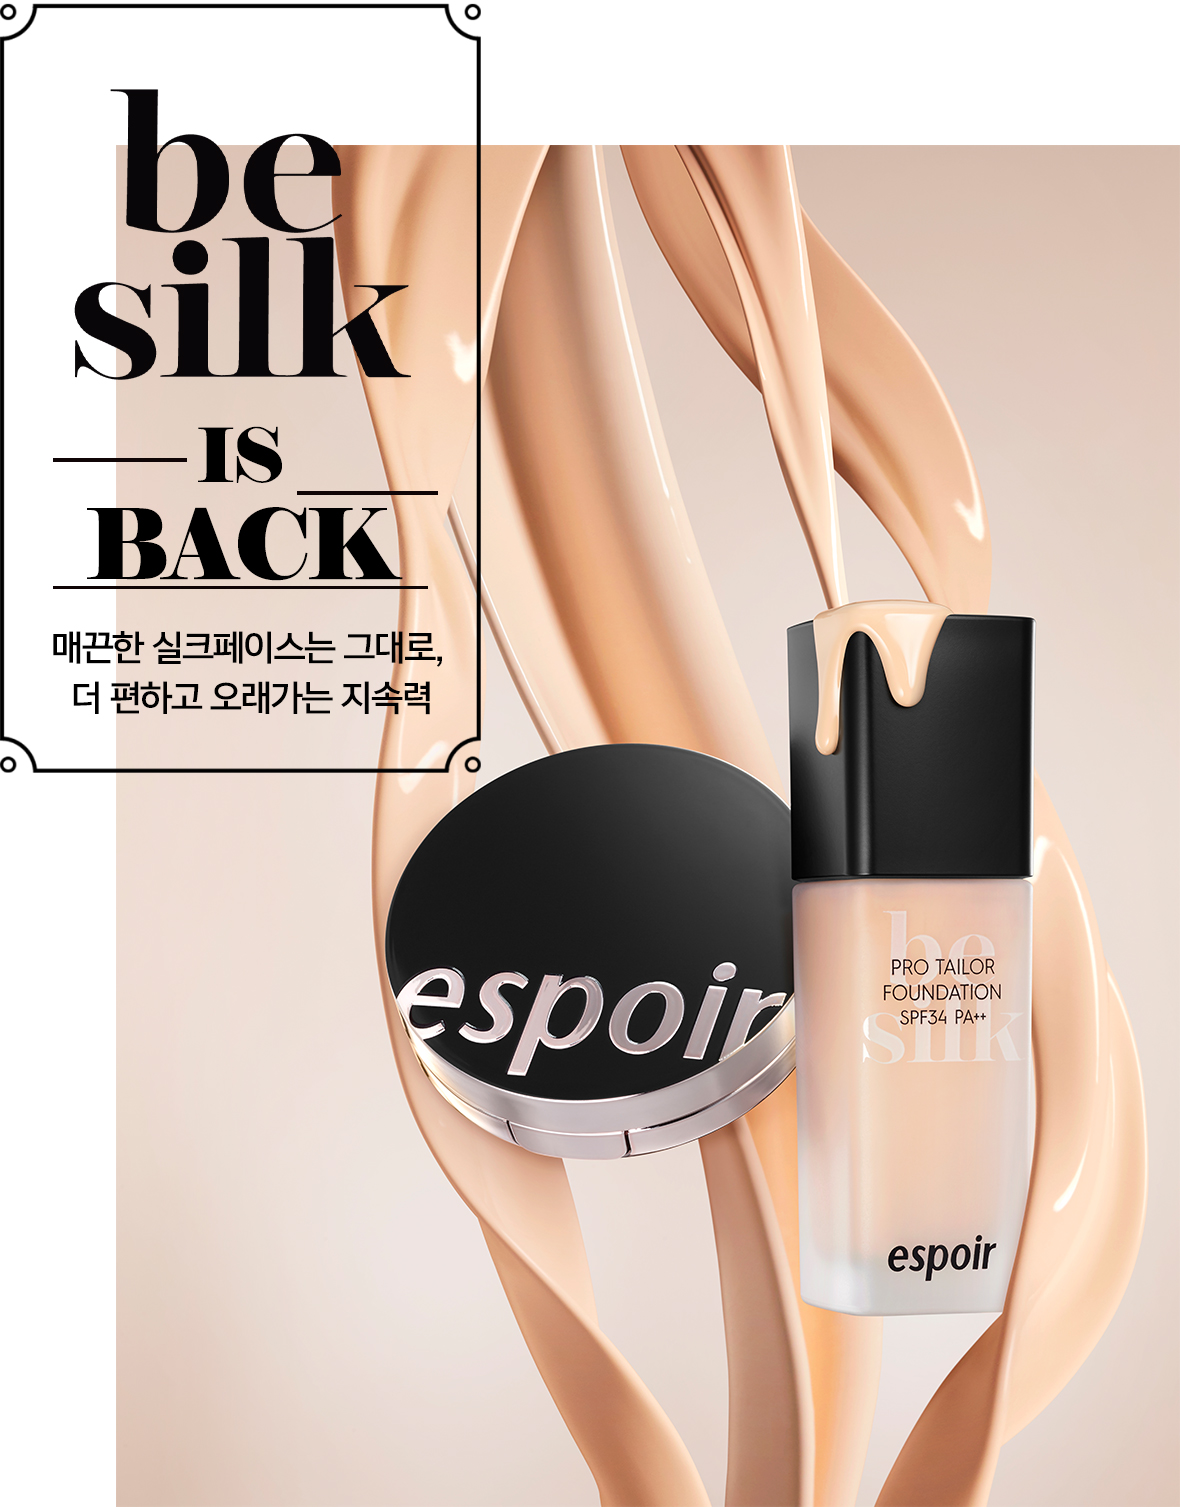 be
silk
IS
BACK
매끈한 실크페이스는 그대로,
더 편하고 오래가는 지속력
espoir
be
silk
PRO TAILOR
FOUNDATION
SPF34 PA++
espoir